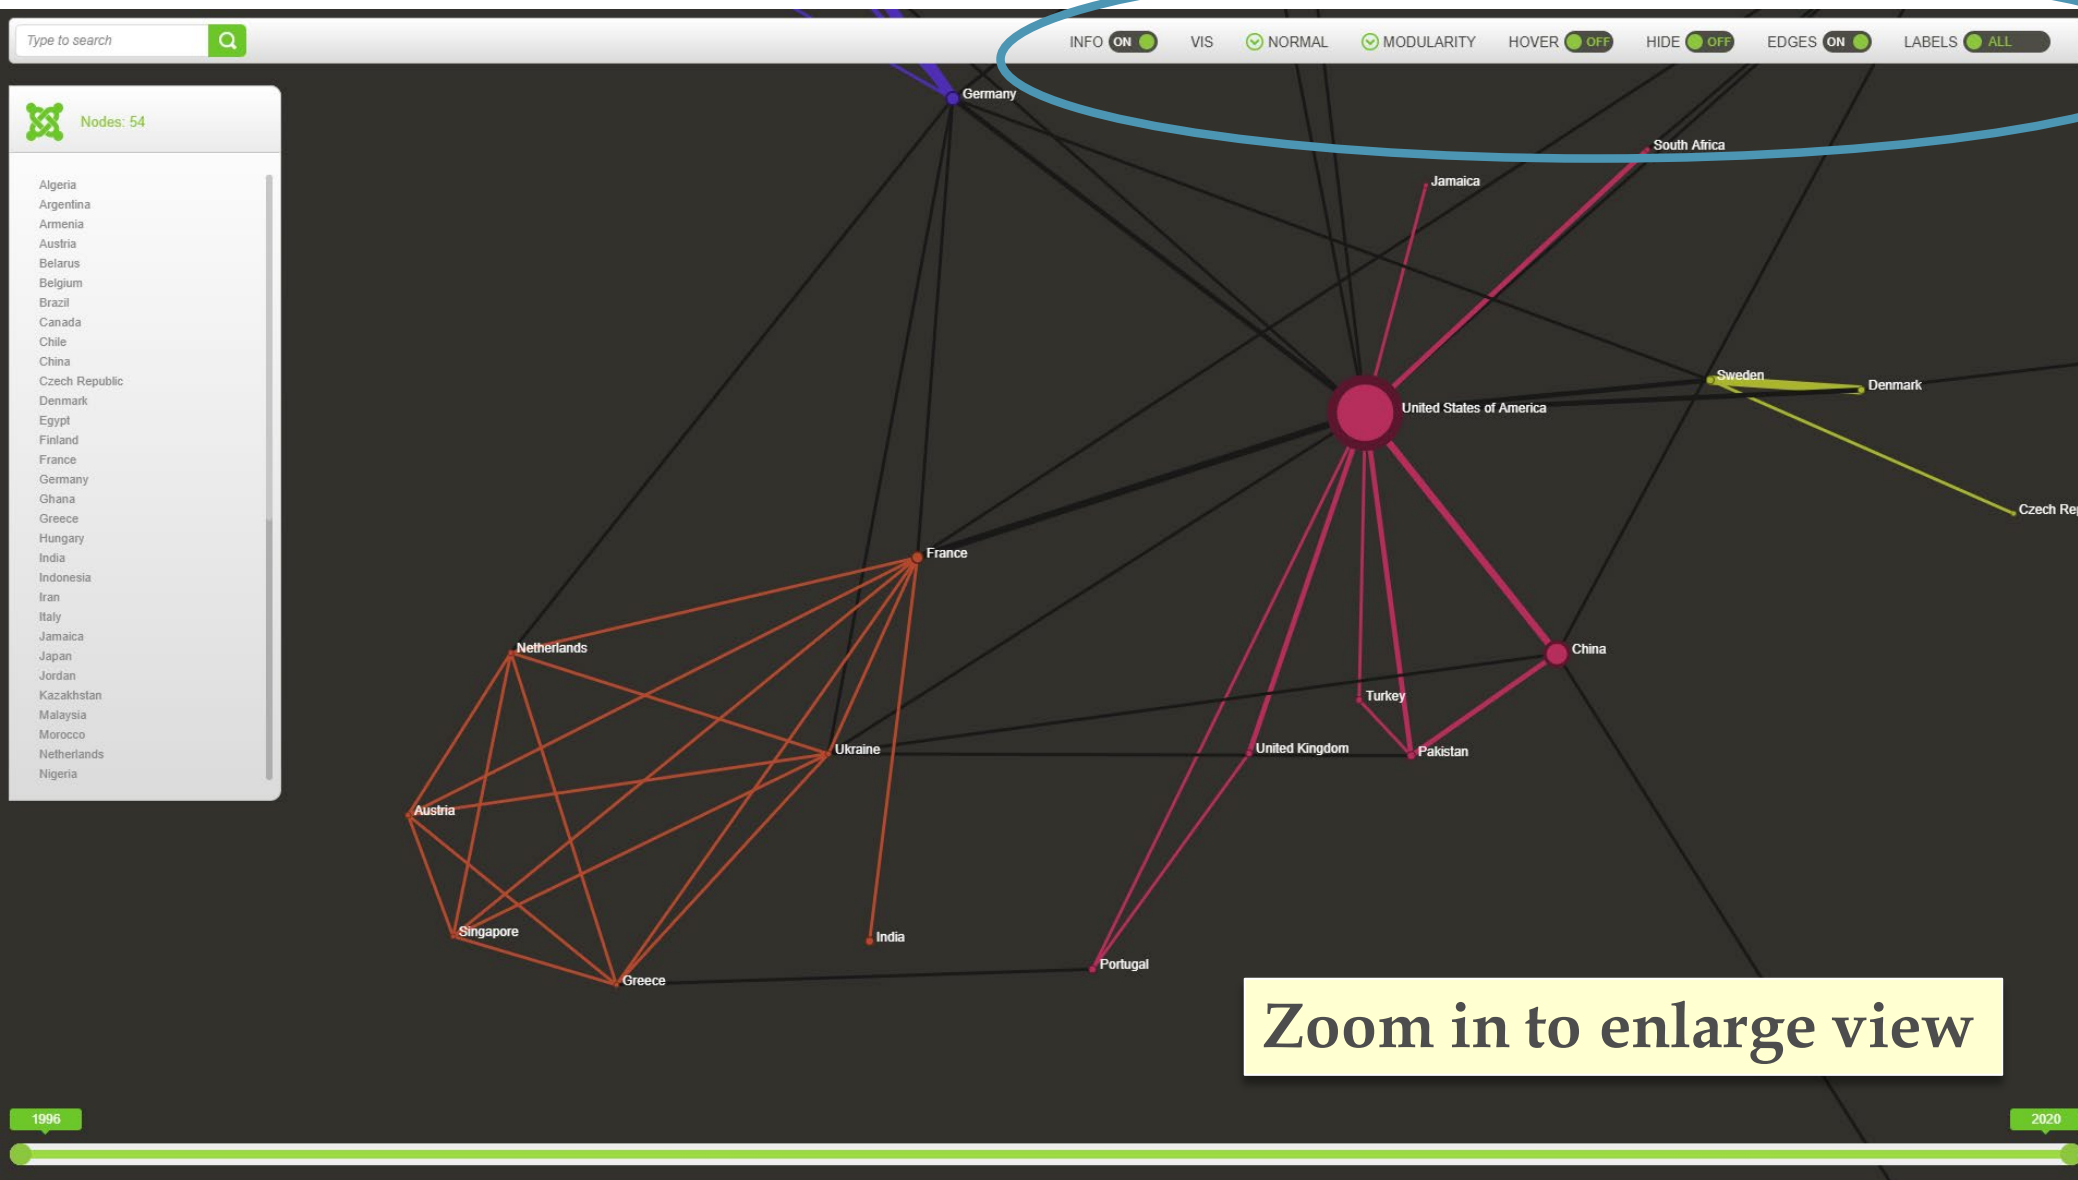 Type to search
INFO ON VIS NORMAL MODULARITY HOVER OFF HIDE OFF EDGES ON LABELS ALL
Nodes: 54
Algeria
Argentina
Armenia
Austria
Belarus
Belgium
Brazil
Canada
Chile
China
Czech Republic
Denmark
Egypt
Finland
France
Germany
Ghana
Greece
Hungary
India
Indonesia
Iran
Italy
Jamaica
Japan
Jordan
Kazakhstan
Malaysia
Morocco
Netherlands
Nigeria
Germany
South Africa
Jamaica
Sweden
Denmark
United States of America
Czech Rep
France
Netherlands
China
Turkey
Ukraine
United Kingdom
Pakistan
Austria
Singapore
India
Portugal
Greece
Zoom in to enlarge view
1996
2020